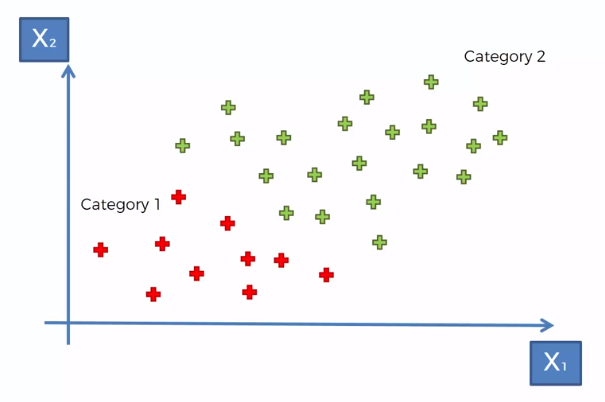 X₂
Category 2
Category 1
X₁